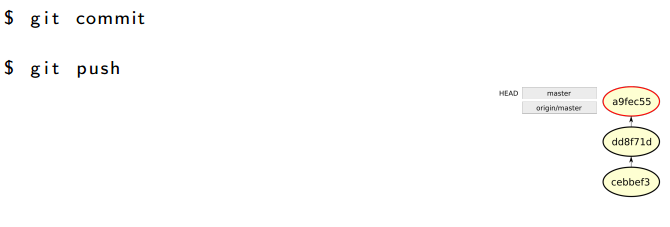 $ git commit
$ git push
HEAD master
origin/master
a9fec55
dd8f71d
cebbef3